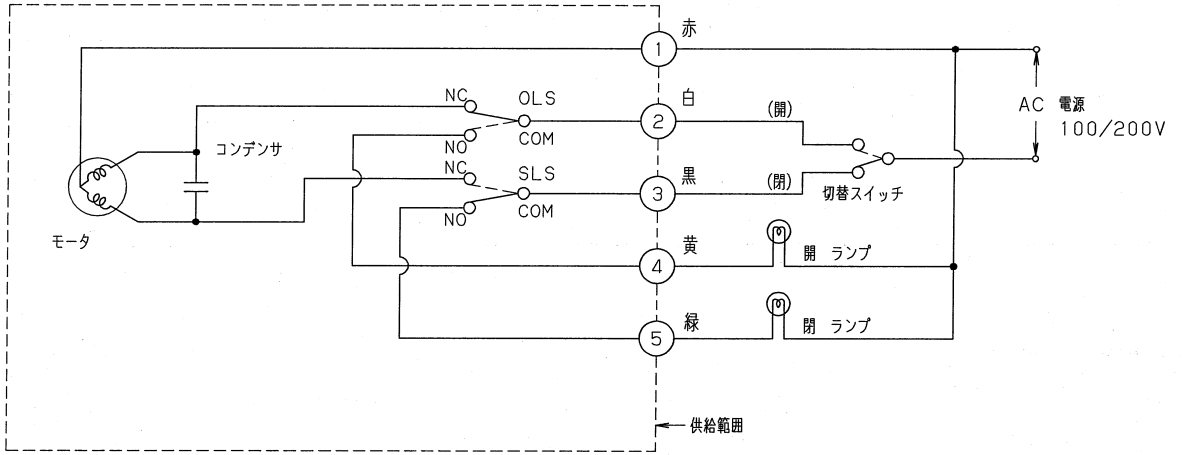 赤
1
NC
OLS
白
(開)
AC 電源
100/200V
2
コンデンサ
NO
COM
NC
SLS
黒
(閉)
切替スイッチ
3
NO
COM
モータ
黄
4
開 ランプ
緑
5
閉 ランプ
供給範囲